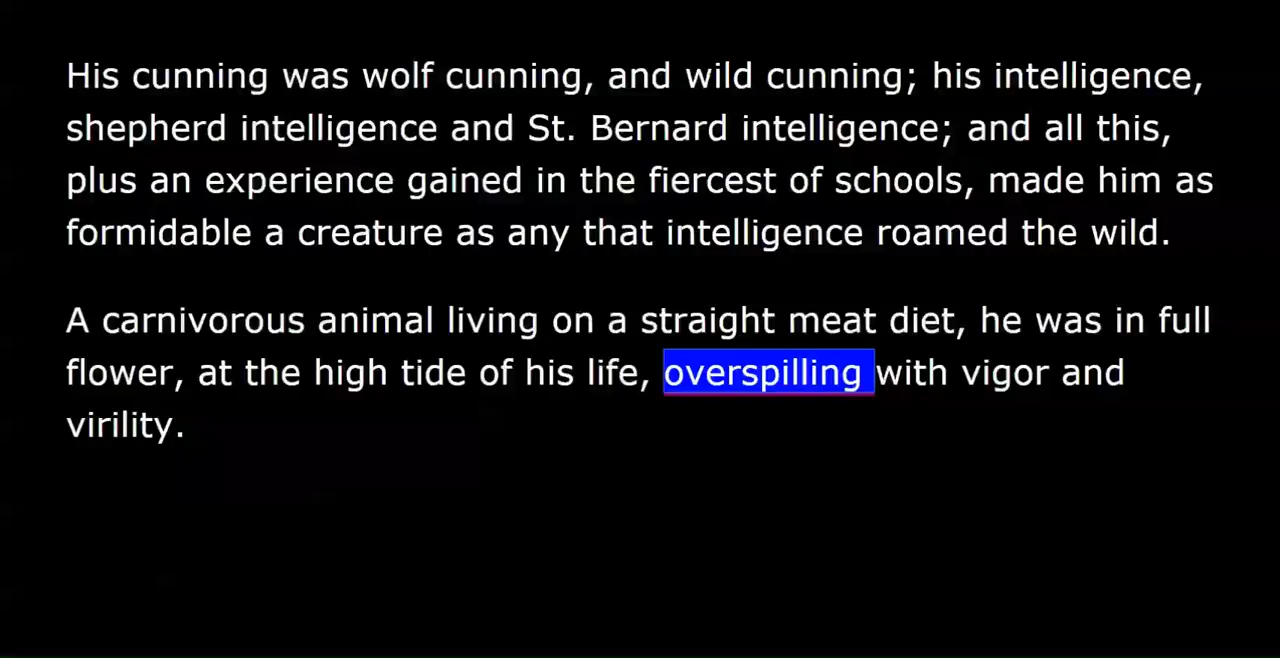 His cunning was wolf cunning, and wild cunning; his intelligence,
shepherd intelligence and St. Bernard intelligence; and all this,
plus an experience gained in the fiercest of schools, made him as
formidable a creature as any that intelligence roamed the wild.
A carnivorous animal living on a straight meat diet, he was in full
flower, at the high tide of his life, overspilling with vigor and
virility.